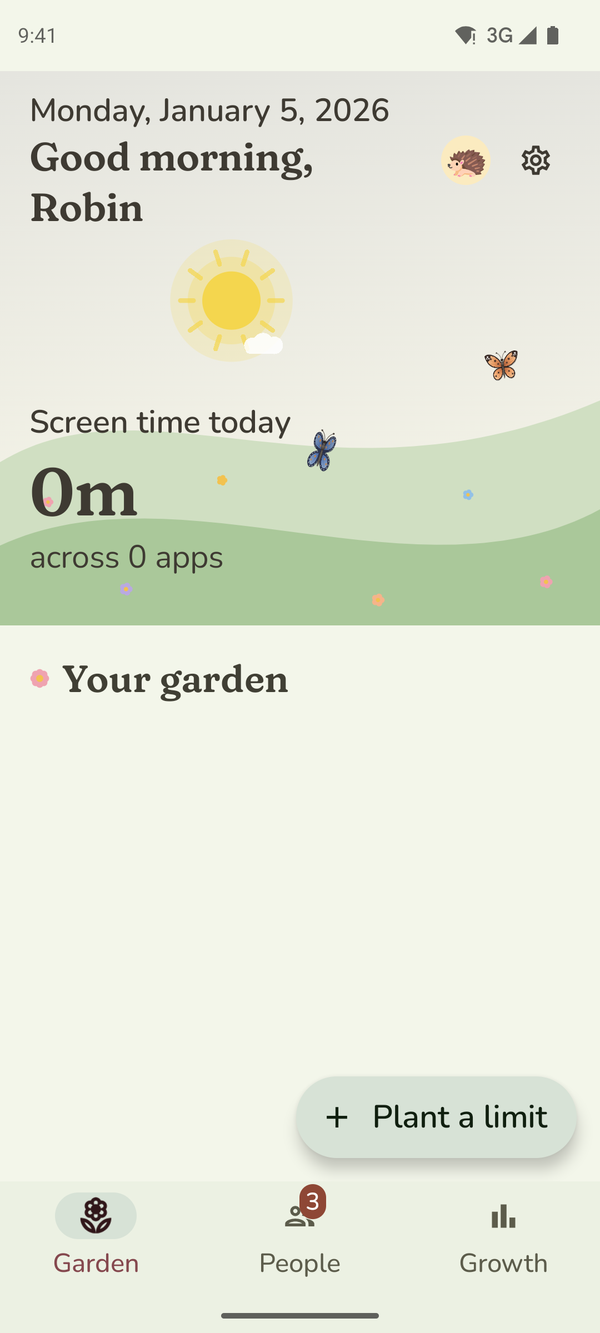 9:41
3G
Monday, January 5, 2026
Good morning,
Robin
Screen time today
0m
across 0 apps
Your garden
+ Plant a limit
3
Garden
People
Growth